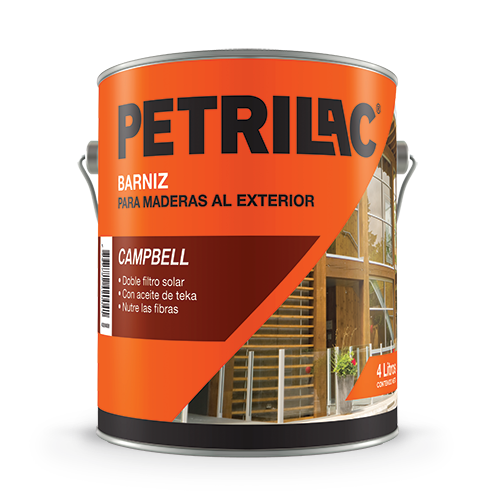 PETRILAC®
BARNIZ
PARA MADERAS AL EXTERIOR
CAMPBELL
• Doble filtro solar
• Con aceite de teka
• Nutre las fibras
4 Litros
CONTENIDO